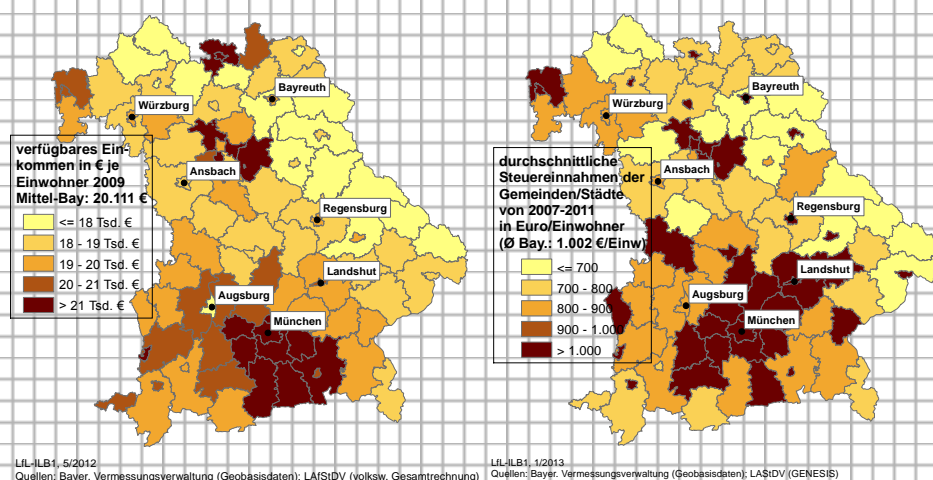 Bayreuth
Würzburg
verfügbares Ein-
kommen in € je
Einwohner 2009
Mittel-Bay: 20.111 €
<= 18 Tsd. €
18 - 19 Tsd. €
19 - 20 Tsd. €
20 - 21 Tsd. €
> 21 Tsd. €
Ansbach
Regensburg
Landshut
Augsburg
München
LfL-ILB1, 5/2012
Quellen: Bayer. Vermessungsverwaltung (Geobasisdaten); LAfStDV (volksw. Gesamtrechnung)
Bayreuth
Würzburg
durchschnittliche
Steuereinnahmen der
Gemeinden/Städte
von 2007-2011
in Euro/Einwohner
(Ø Bay.: 1.002 €/Einw)
<= 700
700 - 800
800 - 900
900 - 1.000
> 1.000
Ansbach
Regensburg
Landshut
Augsburg
München
LfL-ILB1, 1/2013
Quellen: Bayer. Vermessungsverwaltung (Geobasisdaten); LAStDV (GENESIS)